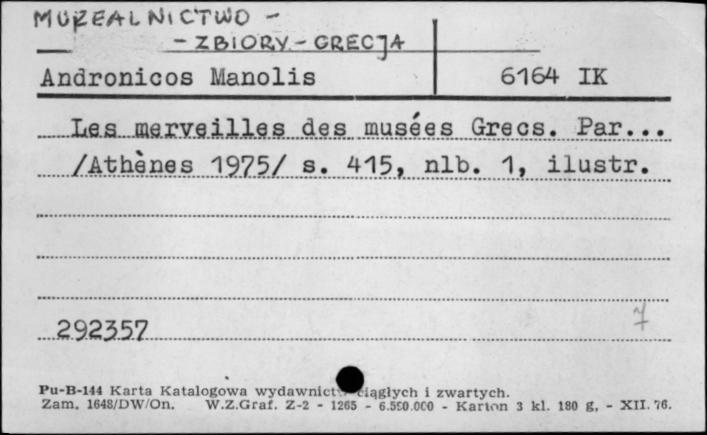 MUZEALNICTWO -
- ZBIORY - GRECJA
Andronicos Manolis 6164 IK
Les merveilles des musées Grecs. Par...
/Athènes 1975/ s. 415, nlb. 1, ilustr.
7
292357
Pu-B-144 Karta Katalogowa wydawnictw ciągłych i zwartych.
Zam. 1648/DW/On. W.Z.Graf. Z-2 - 1265 - 6.550.000 - Karton 3 kl. 180 g, - XII. 76.